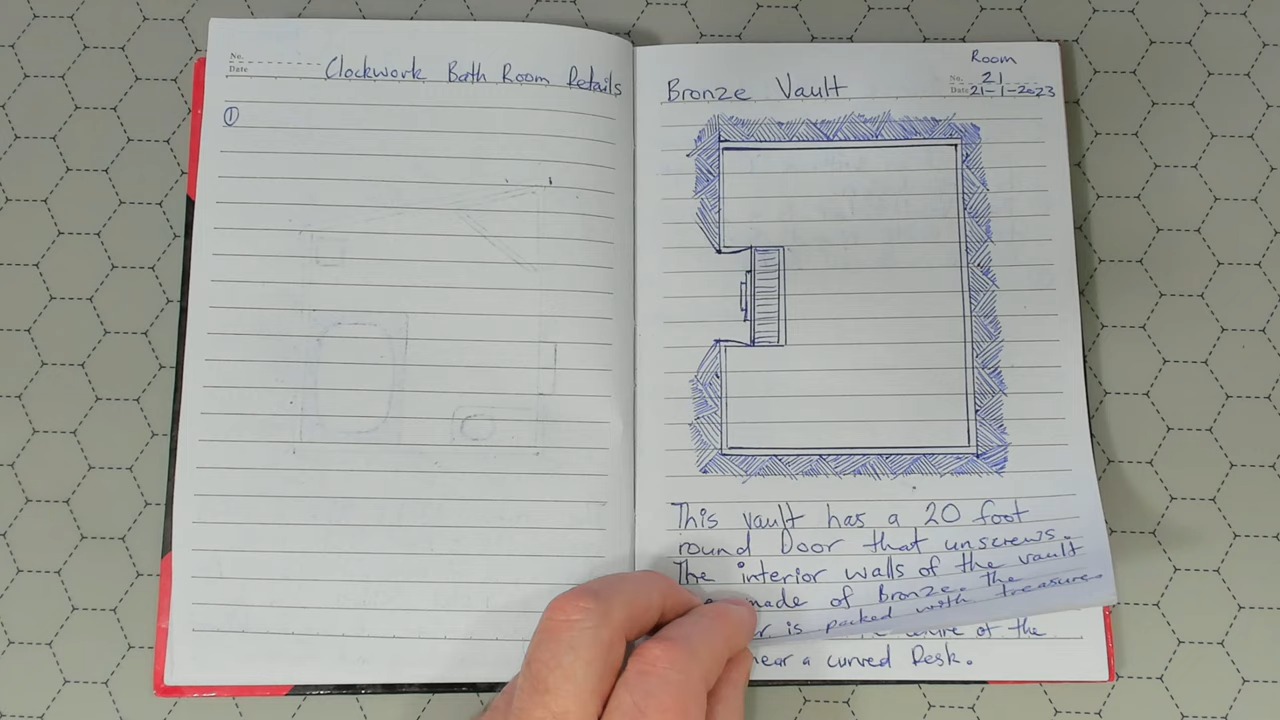 No.
Date
Clockwork Bath Room Details
①
Room
Bronze Vault
No. 21
Date 21-1-2023
This vault has a 20 foot
round Door that unscrews.
The interior walls of the vault
made of Bronze. The
is packed with treasures
of the
near a curved Desk.